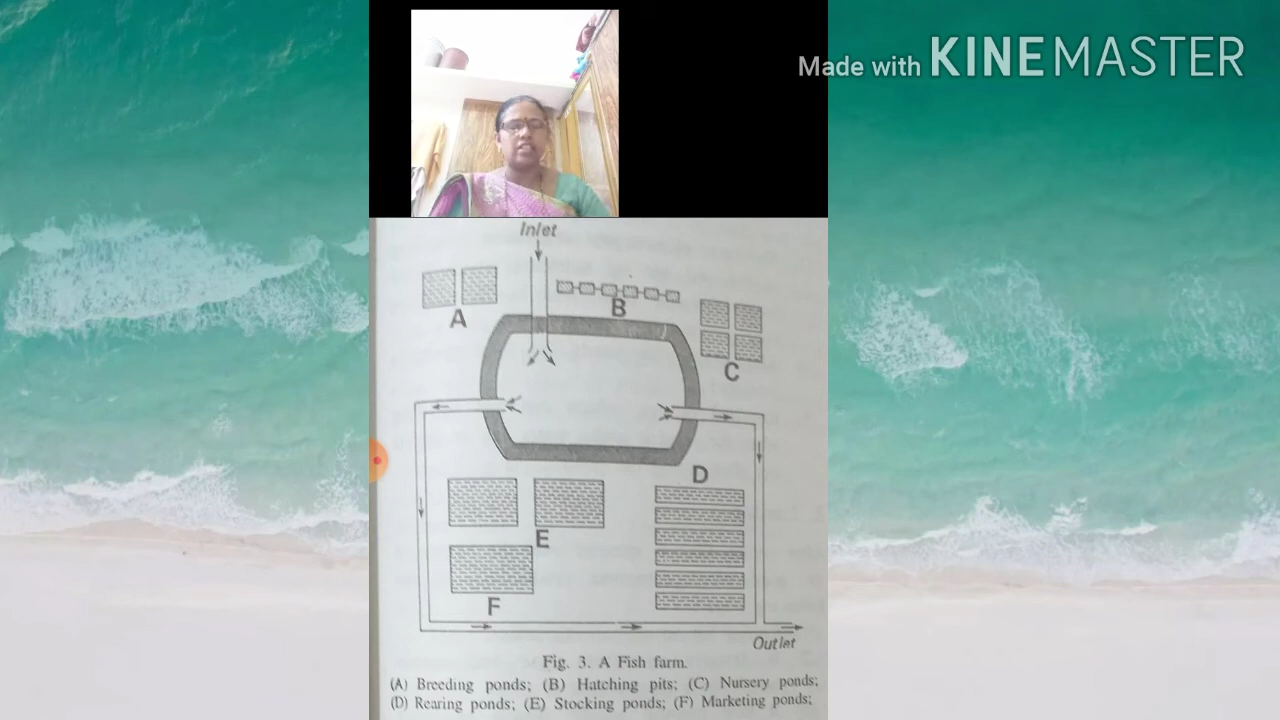 Made with KINEMASTER
Inlet
A
B
C
D
E
F
Outlet
Fig. 3. A Fish farm.
(A) Breeding ponds; (B) Hatching pits; (C) Nursery ponds;
(D) Rearing ponds; (E) Stocking ponds; (F) Marketing ponds;